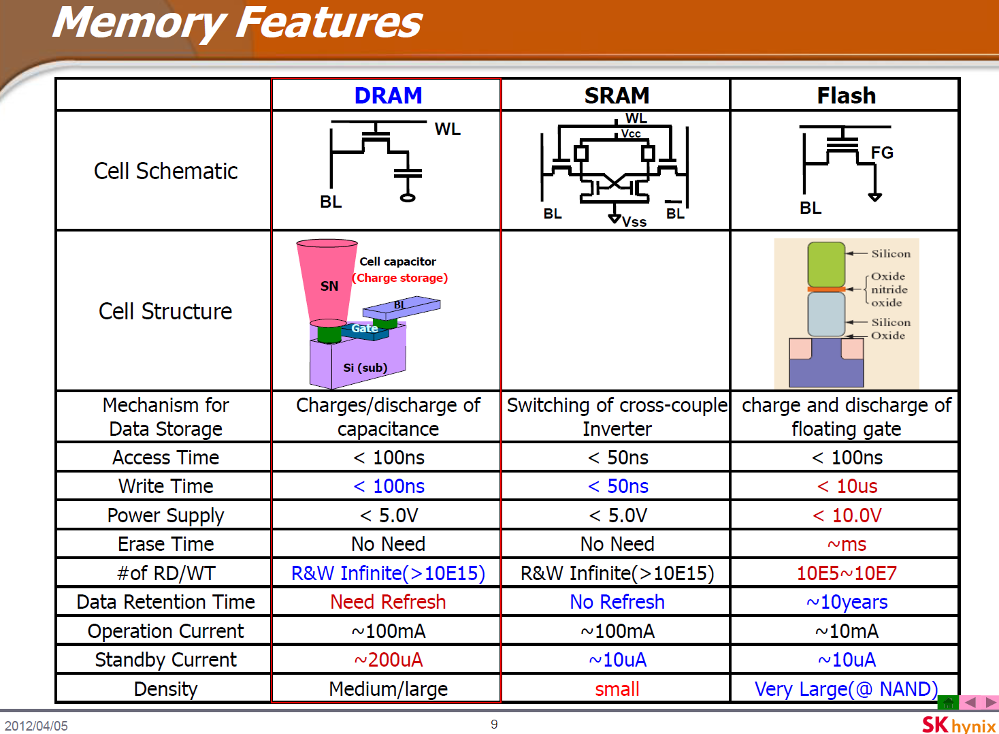 Memory Features
DRAM SRAM Flash
Cell Schematic
WL
BL
WL
Vcc
BL
BL
Vss
FG
BL
Cell Structure
SN
Cell capacitor
(Charge storage)
BL
Gate
Si (sub)
Silicon
Oxide
nitride
oxide
Silicon
Oxide
Mechanism for
Data Storage
Charges/discharge of
capacitance
Switching of cross-couple
Inverter
charge and discharge of
floating gate
Access Time < 100ns < 50ns < 100ns
Write Time < 100ns < 50ns < 10us
Power Supply < 5.0V < 5.0V < 10.0V
Erase Time No Need No Need ~ms
#of RD/WT R&W Infinite(>10E15) R&W Infinite(>10E15) 10E5~10E7
Data Retention Time Need Refresh No Refresh ~10years
Operation Current ~100mA ~100mA ~10mA
Standby Current ~200uA ~10uA ~10uA
Density Medium/large small Very Large(@ NAND)
2012/04/05
9
SK hynix